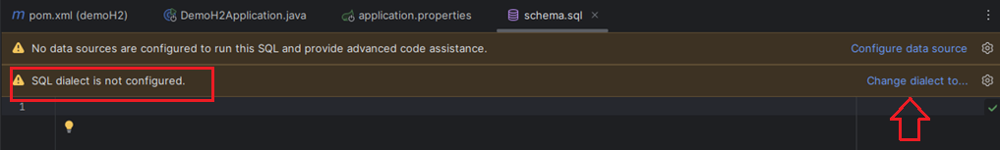 pom.xml (demoH2) DemoH2Application.java application.properties schema.sql
No data sources are configured to run this SQL and provide advanced code assistance. Configure data source
SQL dialect is not configured. Change dialect to...
1